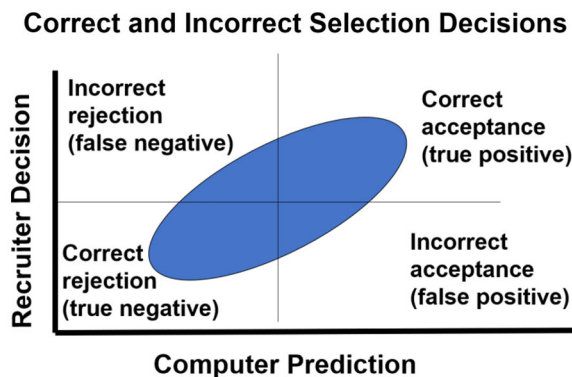 Correct and Incorrect Selection Decisions
Incorrect
rejection
(false negative)
Correct
acceptance
(true positive)
Recruiter Decision
Correct
rejection
(true negative)
Incorrect
acceptance
(false positive)
Computer Prediction